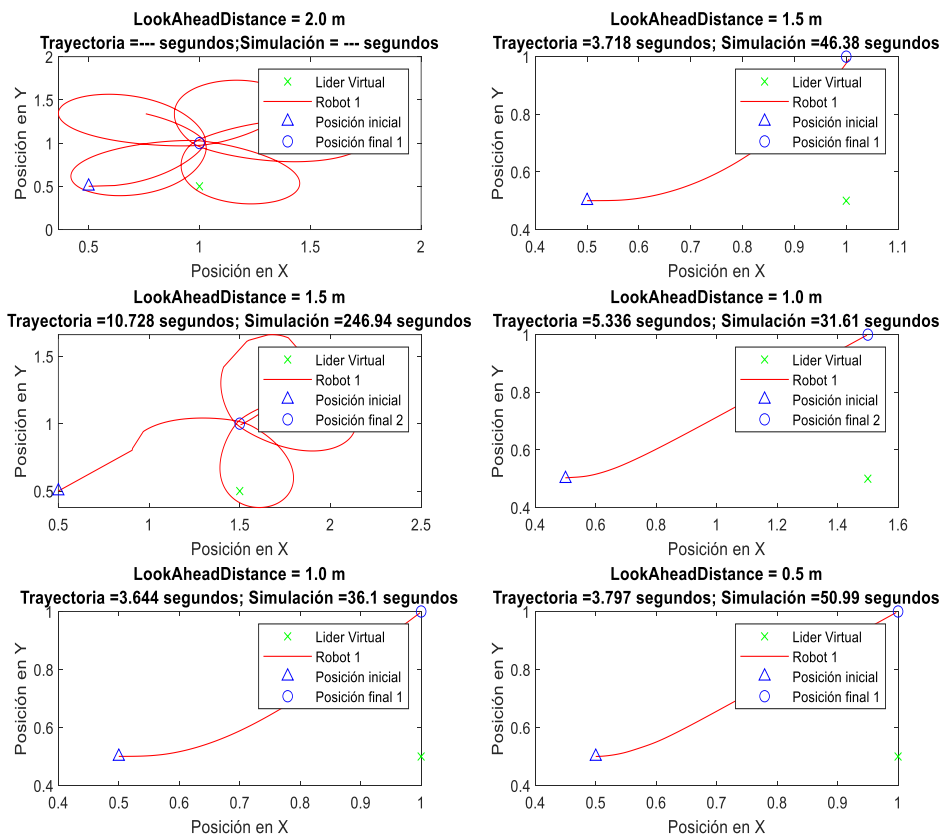 LookAheadDistance = 2.0 m
Trayectoria =--- segundos;Simulación = --- segundos
Posición en Y
2
1.5
1
0.5
0
Lider Virtual
Robot 1
Posición inicial
Posición final 1
0.5
1
1.5
2
Posición en X
LookAheadDistance = 1.5 m
Trayectoria =3.718 segundos; Simulación =46.38 segundos
Posición en Y
1
0.8
0.6
0.4
Lider Virtual
Robot 1
Posición inicial
Posición final 1
0.4
0.5
0.6
0.7
0.8
0.9
1
1.1
Posición en X
LookAheadDistance = 1.5 m
Trayectoria =10.728 segundos; Simulación =246.94 segundos
Posición en Y
1.5
1
0.5
Lider Virtual
Robot 1
Posición inicial
Posición final 2
0.5
1
1.5
2
2.5
Posición en X
LookAheadDistance = 1.0 m
Trayectoria =5.336 segundos; Simulación =31.61 segundos
Posición en Y
1
0.8
0.6
0.4
Lider Virtual
Robot 1
Posición inicial
Posición final 2
0.4
0.6
0.8
1
1.2
1.4
1.6
Posición en X
LookAheadDistance = 1.0 m
Trayectoria =3.644 segundos; Simulación =36.1 segundos
Posición en Y
1
0.8
0.6
0.4
Lider Virtual
Robot 1
Posición inicial
Posición final 1
0.4
0.5
0.6
0.7
0.8
0.9
1
Posición en X
LookAheadDistance = 0.5 m
Trayectoria =3.797 segundos; Simulación =50.99 segundos
Posición en Y
1
0.8
0.6
0.4
Lider Virtual
Robot 1
Posición inicial
Posición final 1
0.4
0.5
0.6
0.7
0.8
0.9
1
Posición en X